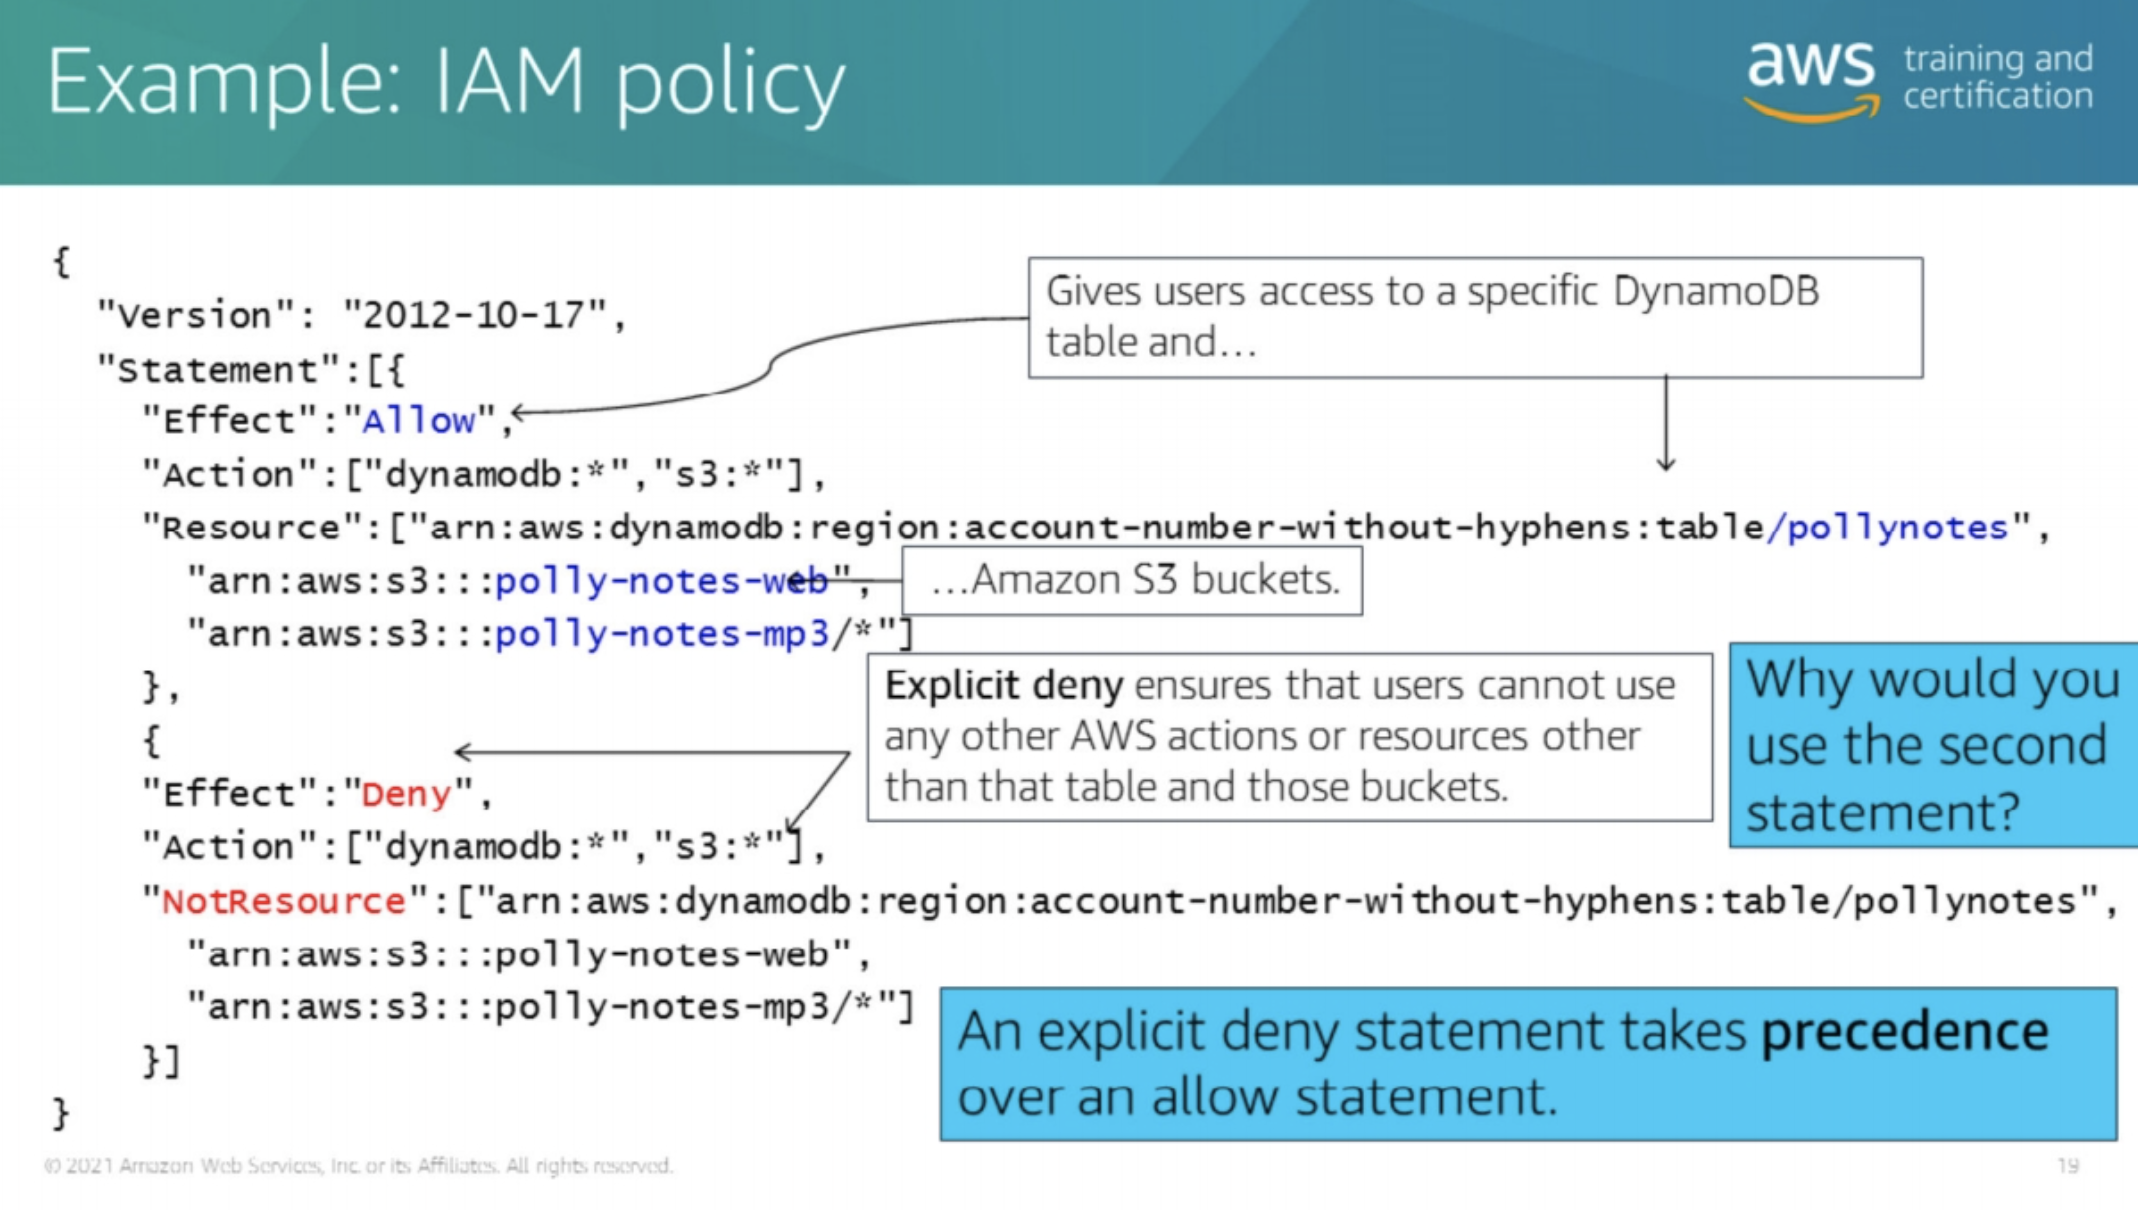 Example: IAM policy
aws training and
certification
{
"Version": "2012-10-17",
"Statement":[{
"Effect":"Allow",
"Action":["dynamodb:*","s3:*"],
"Resource":["arn:aws:dynamodb:region:account-number-without-hyphens:table/pollynotes",
"arn:aws:s3:::polly-notes-web",
"arn:aws:s3:::polly-notes-mp3/*"]
},
{
"Effect":"Deny",
"Action":["dynamodb:*","s3:*"],
"NotResource":["arn:aws:dynamodb:region:account-number-without-hyphens:table/pollynotes",
"arn:aws:s3:::polly-notes-web",
"arn:aws:s3:::polly-notes-mp3/*"]
}]
}
Gives users access to a specific DynamoDB
table and...
...Amazon S3 buckets.
Explicit deny ensures that users cannot use
any other AWS actions or resources other
than that table and those buckets.
Why would you
use the second
statement?
An explicit deny statement takes precedence
over an allow statement.
© 2021 Amazon Web Services, Inc. or its Affiliates. All rights reserved.
19